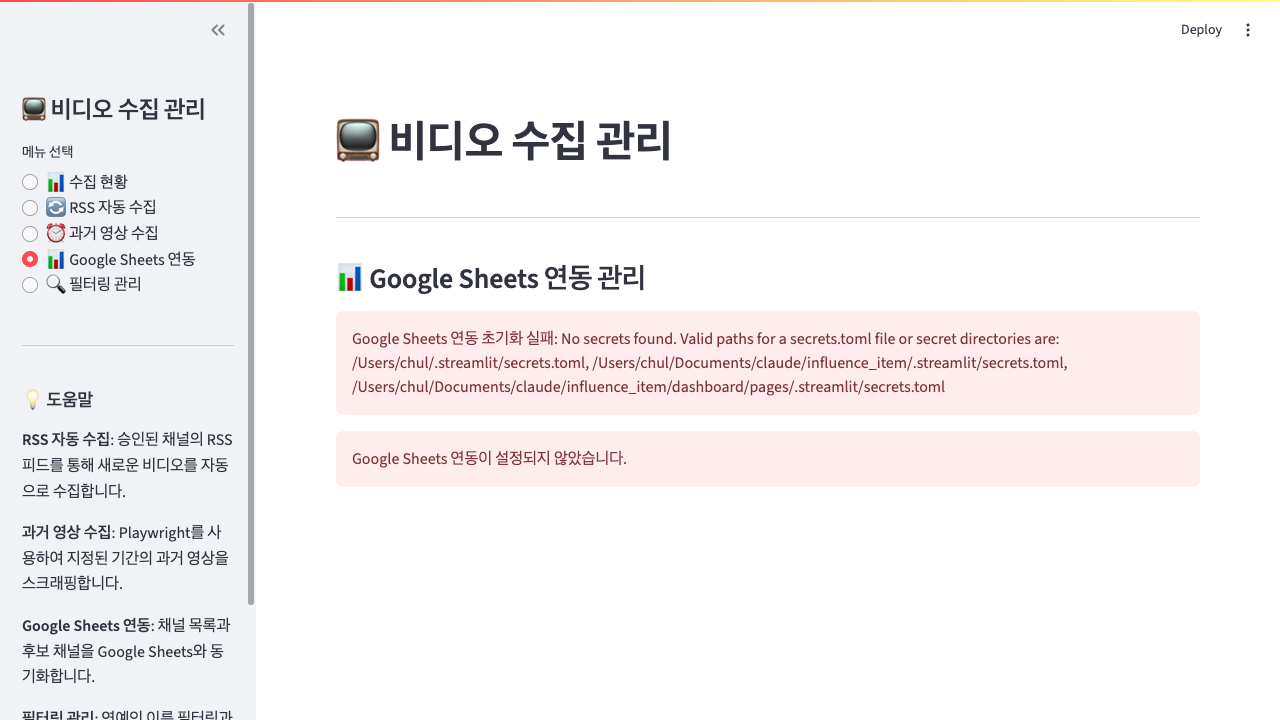 비디오 수집 관리
메뉴 선택
수집 현황
RSS 자동 수집
과거 영상 수집
Google Sheets 연동
필터링 관리
도움말
RSS 자동 수집: 승인된 채널의 RSS
피드를 통해 새로운 비디오를 자동
으로 수집합니다.
과거 영상 수집: Playwright를 사
용하여 지정된 기간의 과거 영상을
스크래핑합니다.
Google Sheets 연동: 채널 목록과
후보 채널을 Google Sheets와 동
기화합니다.
필터링 관리: 연예인 이름 필터링과
Deploy
비디오 수집 관리
Google Sheets 연동 관리
Google Sheets 연동 초기화 실패: No secrets found. Valid paths for a secrets.toml file or secret directories are:
/Users/chul/.streamlit/secrets.toml, /Users/chul/Documents/claude/influence_item/.streamlit/secrets.toml,
/Users/chul/Documents/claude/influence_item/dashboard/pages/.streamlit/secrets.toml
Google Sheets 연동이 설정되지 않았습니다.